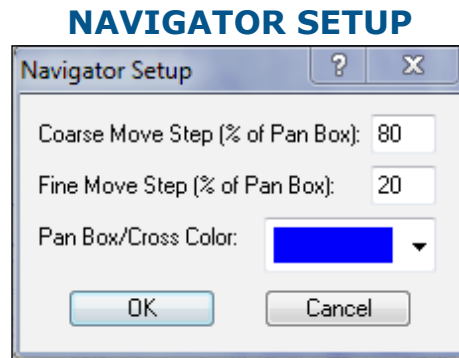 NAVIGATOR SETUP
Navigator Setup
Coarse Move Step (% of Pan Box): 80
Fine Move Step (% of Pan Box): 20
Pan Box/Cross Color:
OK Cancel